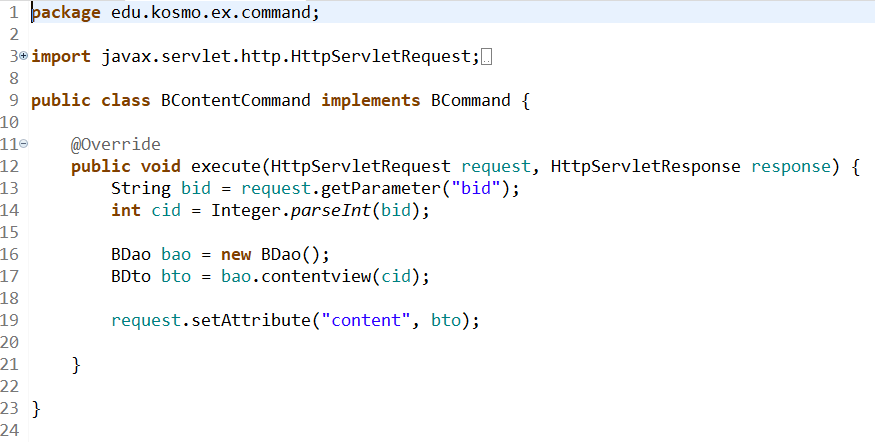 1 package edu.kosmo.ex.command;
2
3 import javax.servlet.http.HttpServletRequest;
8
9 public class BContentCommand implements BCommand {
10
11 @Override
12 public void execute(HttpServletRequest request, HttpServletResponse response) {
13 String bid = request.getParameter("bid");
14 int cid = Integer.parseInt(bid);
15
16 BDao bao = new BDao();
17 BDto bto = bao.contentview(cid);
18
19 request.setAttribute("content", bto);
20
21 }
22
23 }
24